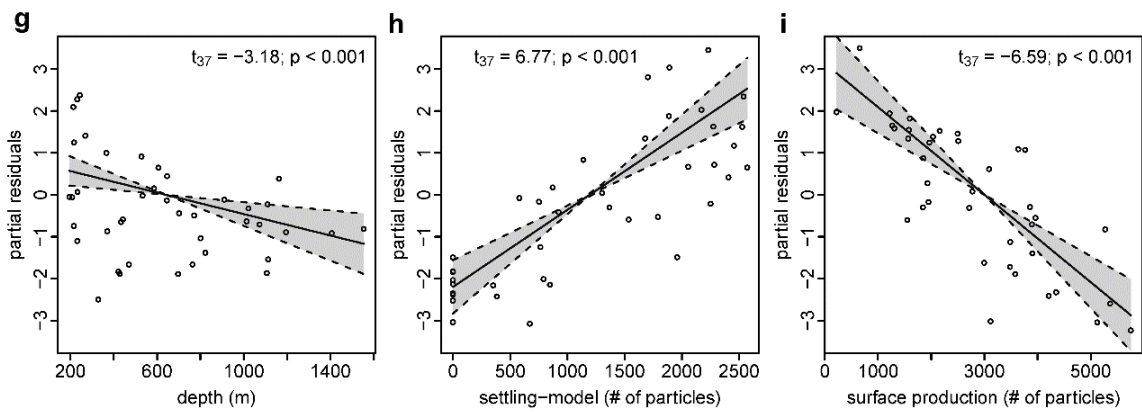 g
t37 = −3.18; p < 0.001
partial residuals
3
2
1
0
−1
−2
−3
200 600 1000 1400
depth (m)
h
t37 = 6.77; p < 0.001
partial residuals
3
2
1
0
−1
−2
−3
0 500 1000 1500 2000 2500
settling−model (# of particles)
i
t37 = −6.59; p < 0.001
partial residuals
3
2
1
0
−1
−2
−3
0 1000 3000 5000
surface production (# of particles)